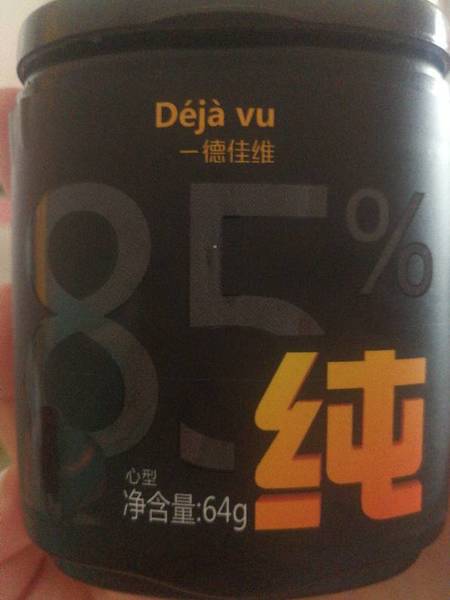 Déjà vu
一德佳维
85%
纯
心型
净含量:64g